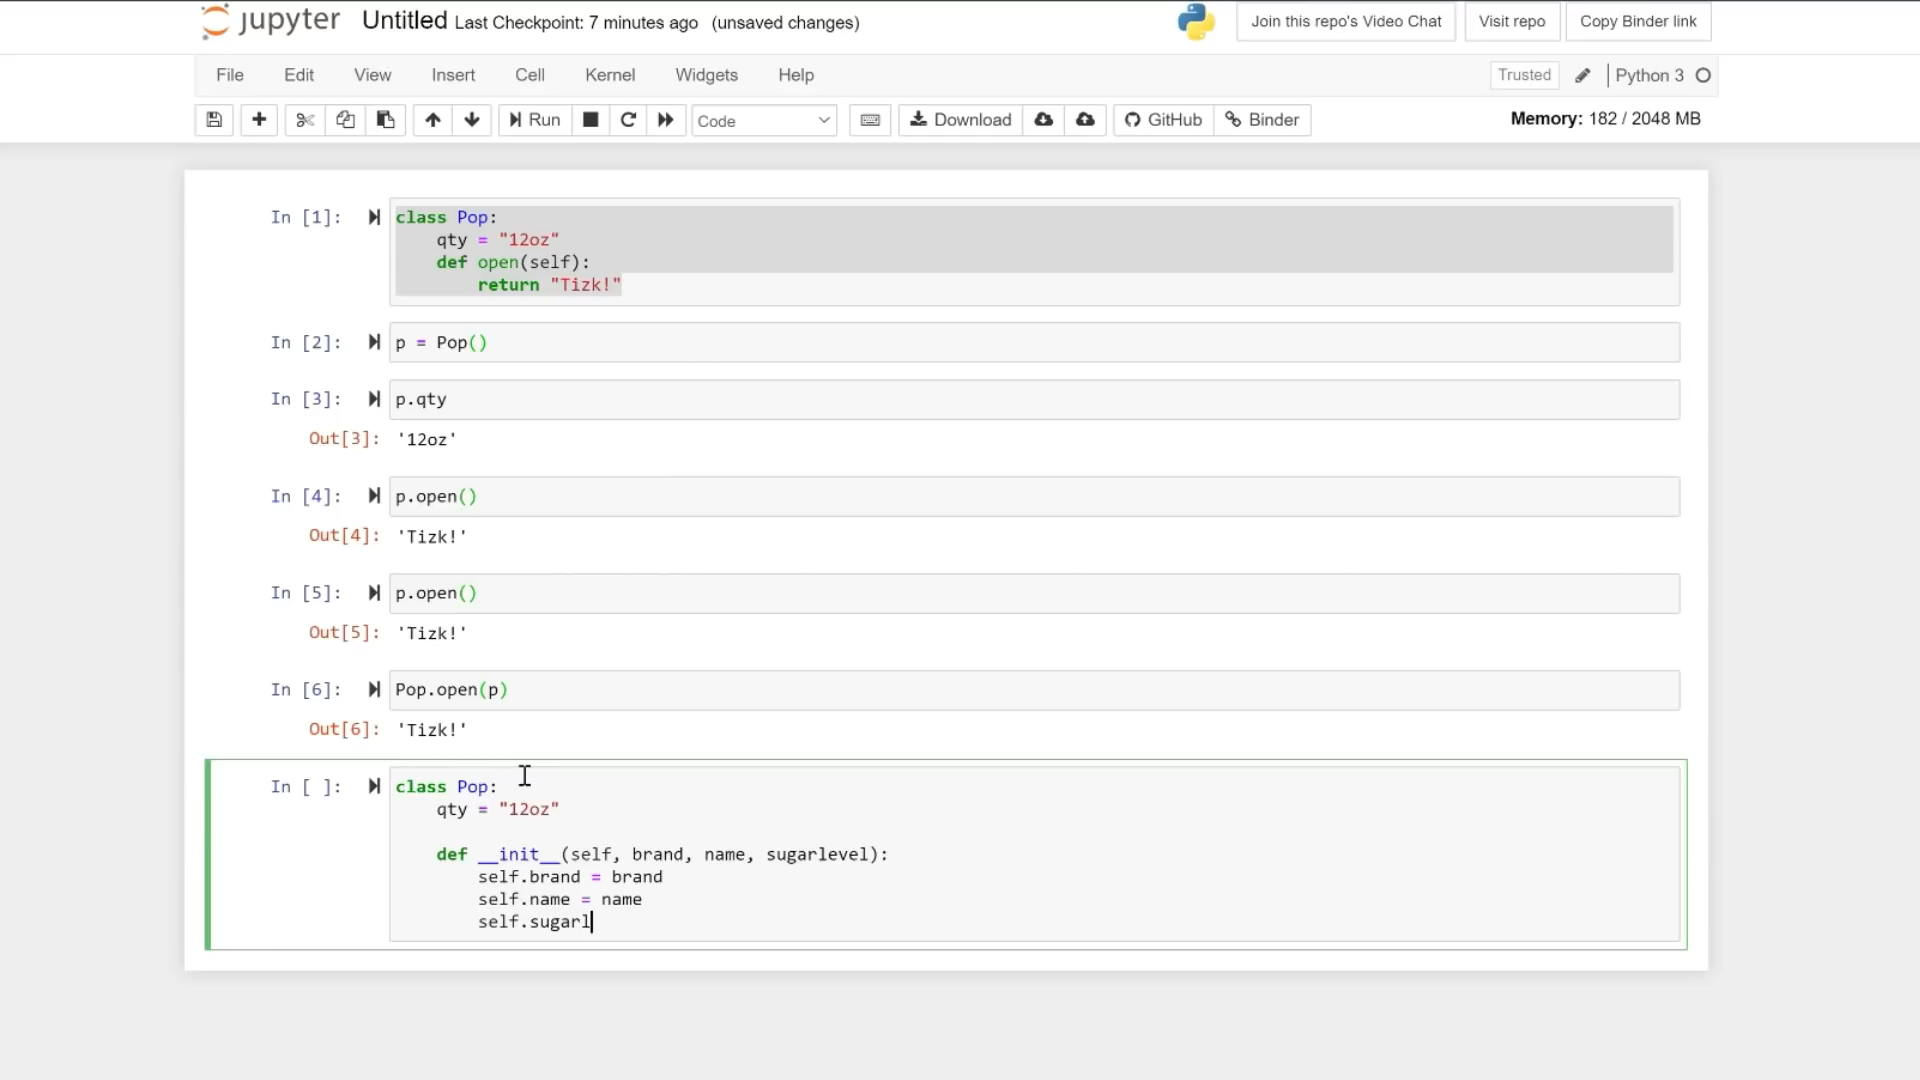 jupyter Untitled Last Checkpoint: 7 minutes ago (unsaved changes) Join this repo's Video Chat Visit repo Copy Binder link
File Edit View Insert Cell Kernel Widgets Help Trusted Python 3
Run Code Download GitHub Binder Memory: 182 / 2048 MB
In [1]: class Pop:
qty = "12oz"
def open(self):
return "Tizk!"
In [2]: p = Pop()
In [3]: p.qty
Out[3]: '12oz'
In [4]: p.open()
Out[4]: 'Tizk!'
In [5]: p.open()
Out[5]: 'Tizk!'
In [6]: Pop.open(p)
Out[6]: 'Tizk!'
In [ ]: class Pop:
qty = "12oz"
def __init__(self, brand, name, sugarlevel):
self.brand = brand
self.name = name
self.sugarl